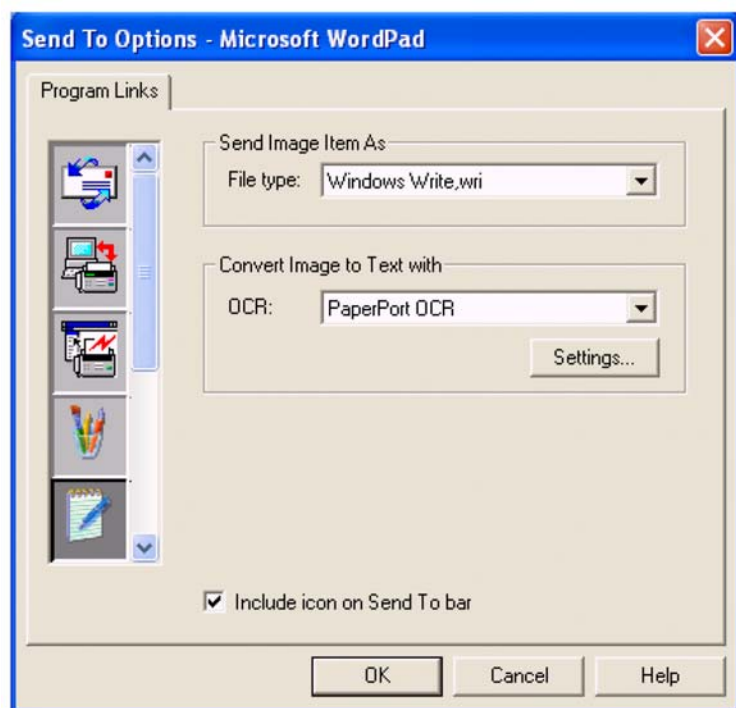 Send To Options - Microsoft WordPad
Program Links
Send Image Item As
File type: Windows Write,wri
Convert Image to Text with
OCR: PaperPort OCR
Settings...
Include icon on Send To bar
OK Cancel Help